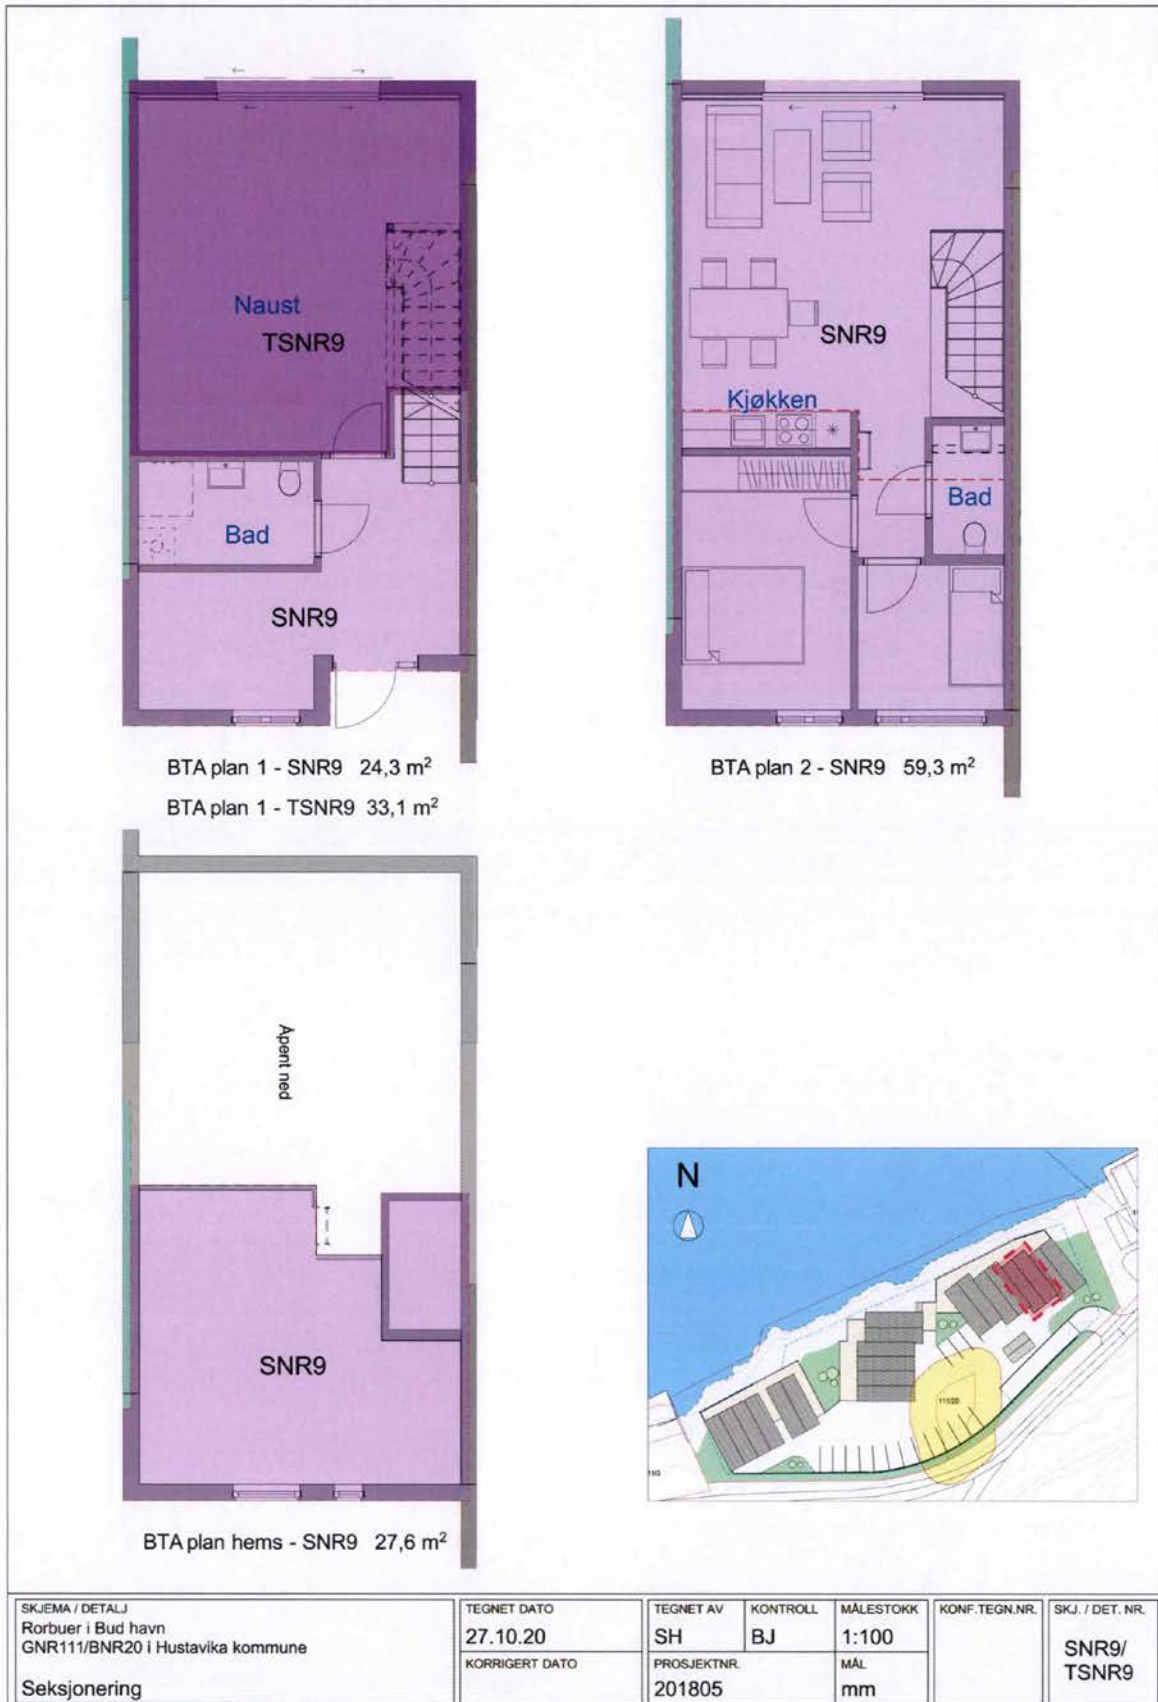 Naust
TSNR9
Bad
SNR9
BTA plan 1 - SNR9 24,3 m²
BTA plan 1 - TSNR9 33,1 m²
SNR9
Kjøkken
Bad
BTA plan 2 - SNR9 59,3 m²
Åpent ned
SNR9
BTA plan hems - SNR9 27,6 m²
N
111/20
SKJEMA / DETALJ
Rorbuer i Bud havn
GNR111/BNR20 i Hustavika kommune
Seksjonering
TEGNET DATO
27.10.20
KORRIGERT DATO
TEGNET AV
SH
KONTROLL
BJ
MÅLESTOKK
1:100
PROSJEKTNR.
201805
MÅL
mm
KONF.TEGN.NR.
SKJ. / DET. NR.
SNR9/
TSNR9